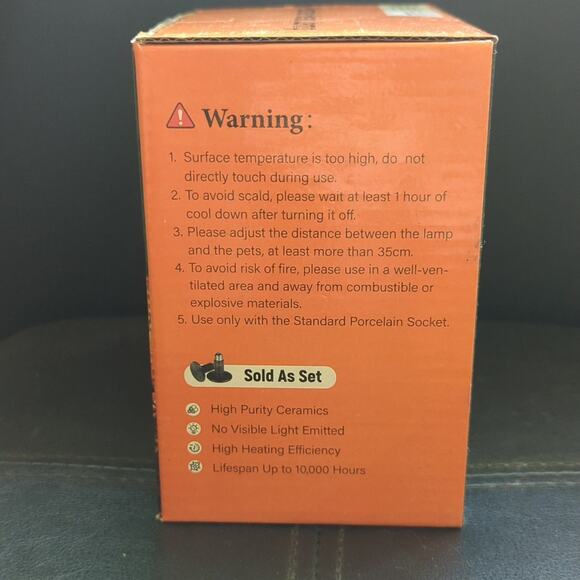 Warning:
1. Surface temperature is too high, do not
directly touch during use.
2. To avoid scald, please wait at least 1 hour of
cool down after turning it off.
3. Please adjust the distance between the lamp
and the pets, at least more than 35cm.
4. To avoid risk of fire, please use in a well-ven-
tilated area and away from combustible or
explosive materials.
5. Use only with the Standard Porcelain Socket.
Sold As Set
High Purity Ceramics
No Visible Light Emitted
High Heating Efficiency
Lifespan Up to 10,000 Hours